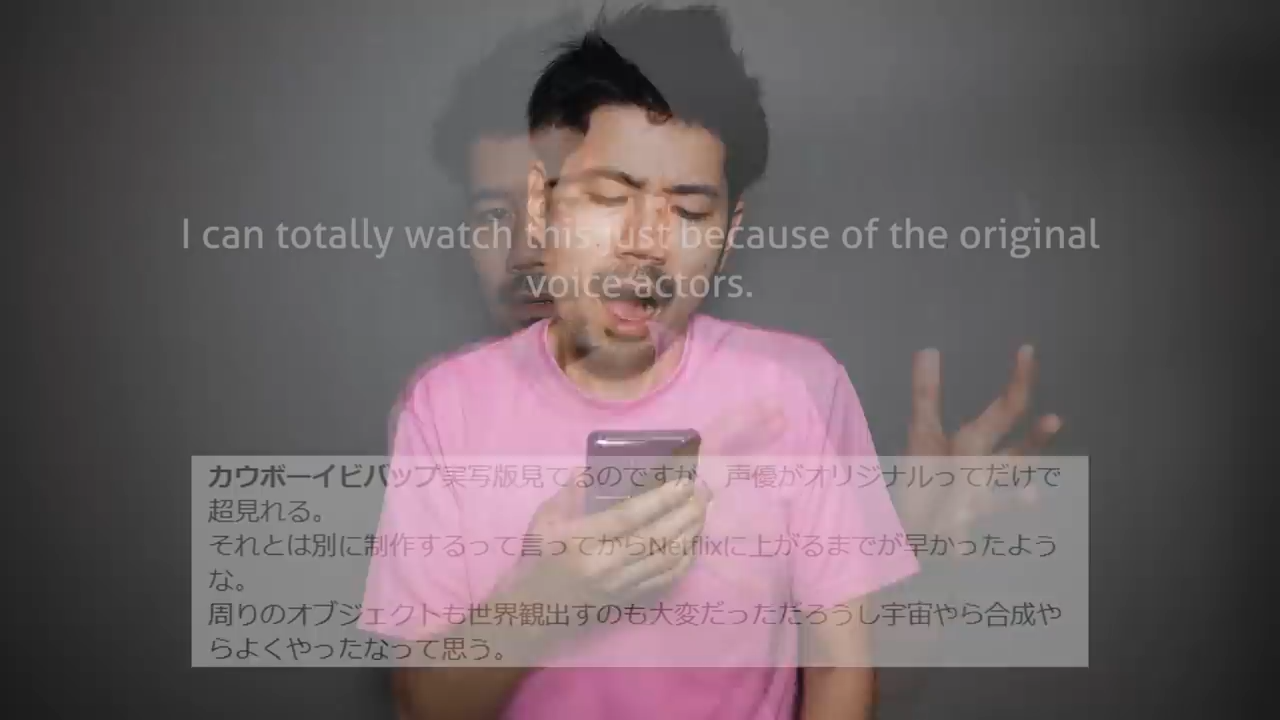 I can totally watch this just because of the original
voice actors.
カウボーイビバップ実写版見てるのですが、声優がオリジナルってだけで
超見れる。
それとは別に制作するって言ってからNetflixに上がるまでが早かったよう
な。
周りのオブジェクトも世界観出すのも大変だっただろうし宇宙やら合成や
らよくやったなって思う。